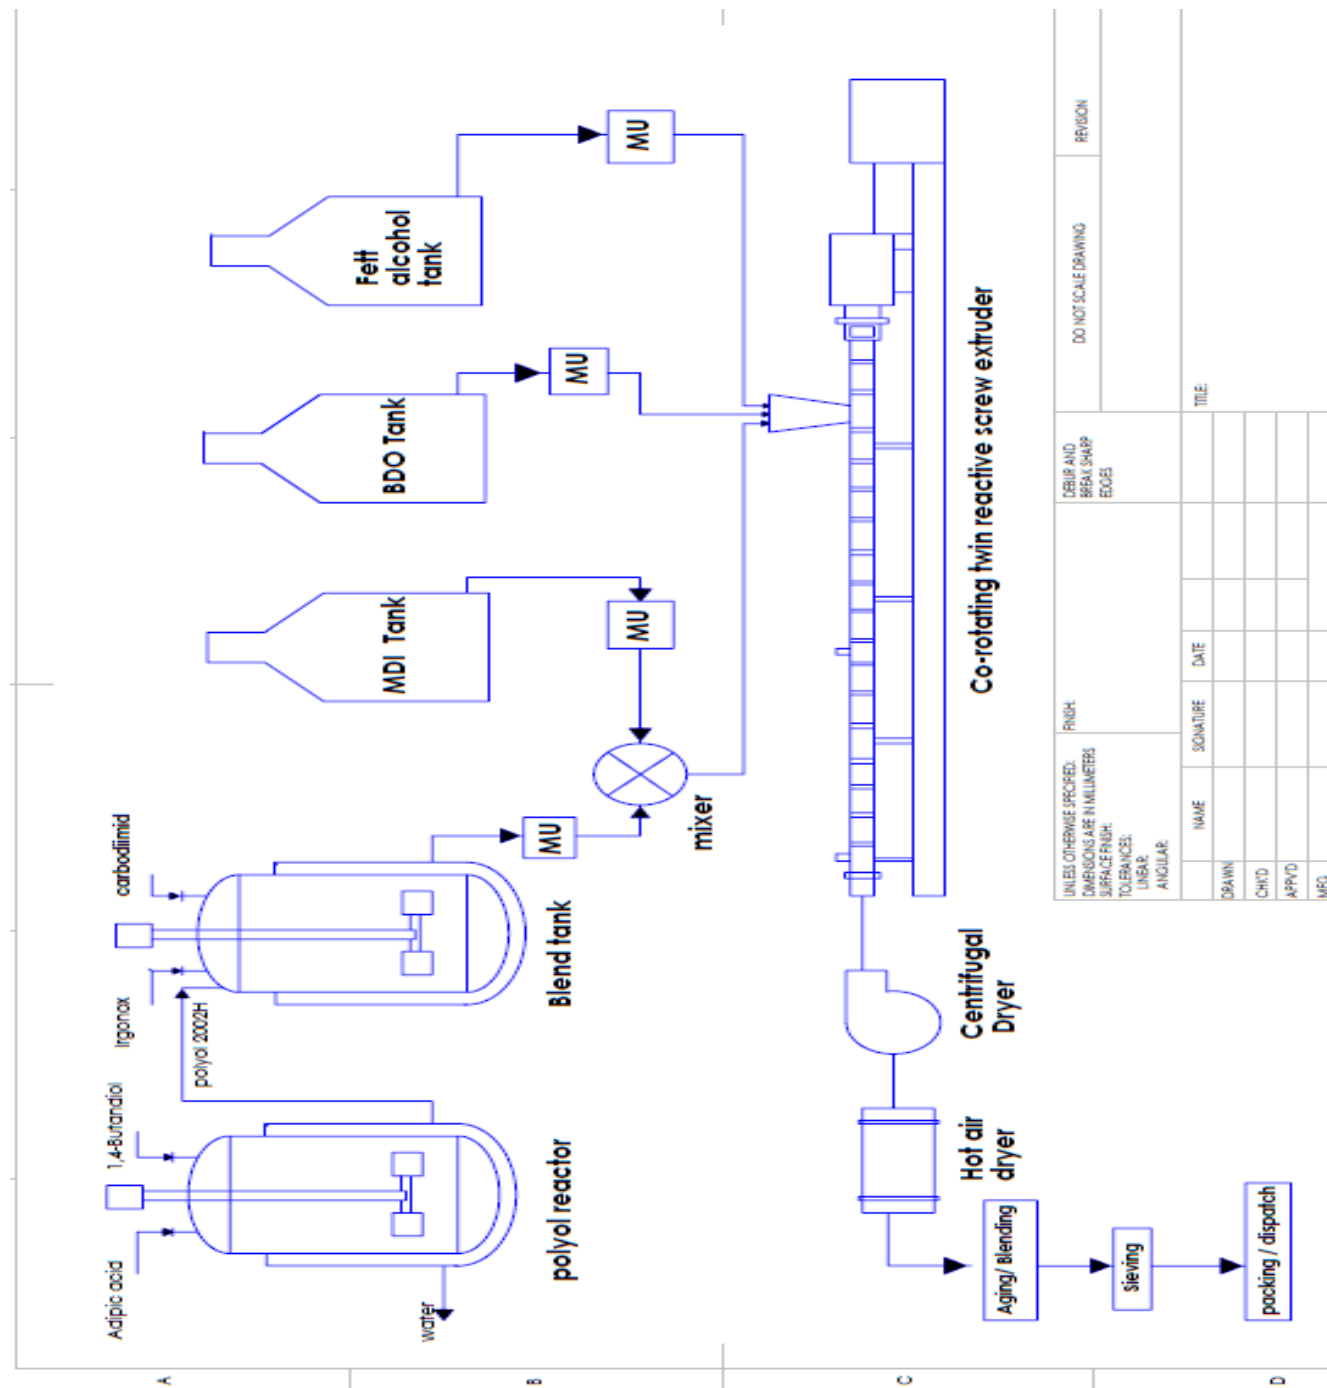 Adipic acid
1,4-Butandiol
Irgonox
carbodiimid
polyol 2002H
water
polyol reactor
Blend tank
MU
mixer
MDI Tank
MU
BDO Tank
MU
Fett
alcohol
tank
MU
Co-rotating twin reactive screw extruder
Centrifugal
Dryer
Hot air
dryer
Aging/ Blending
Sieving
packing / dispatch
UNLESS OTHERWISE SPECIFIED:
DIMENSIONS ARE IN MILLIMETERS
SURFACE FINISH:
TOLERANCES:
LINEAR:
ANGULAR:
FINISH:
DEBUR AND
BREAK SHARP
EDGES
DO NOT SCALE DRAWING
REVISION
NAME
SIGNATURE
DATE
TITLE:
DRAWN
CHK'D
APPV'D
MFG
A
B
C
D